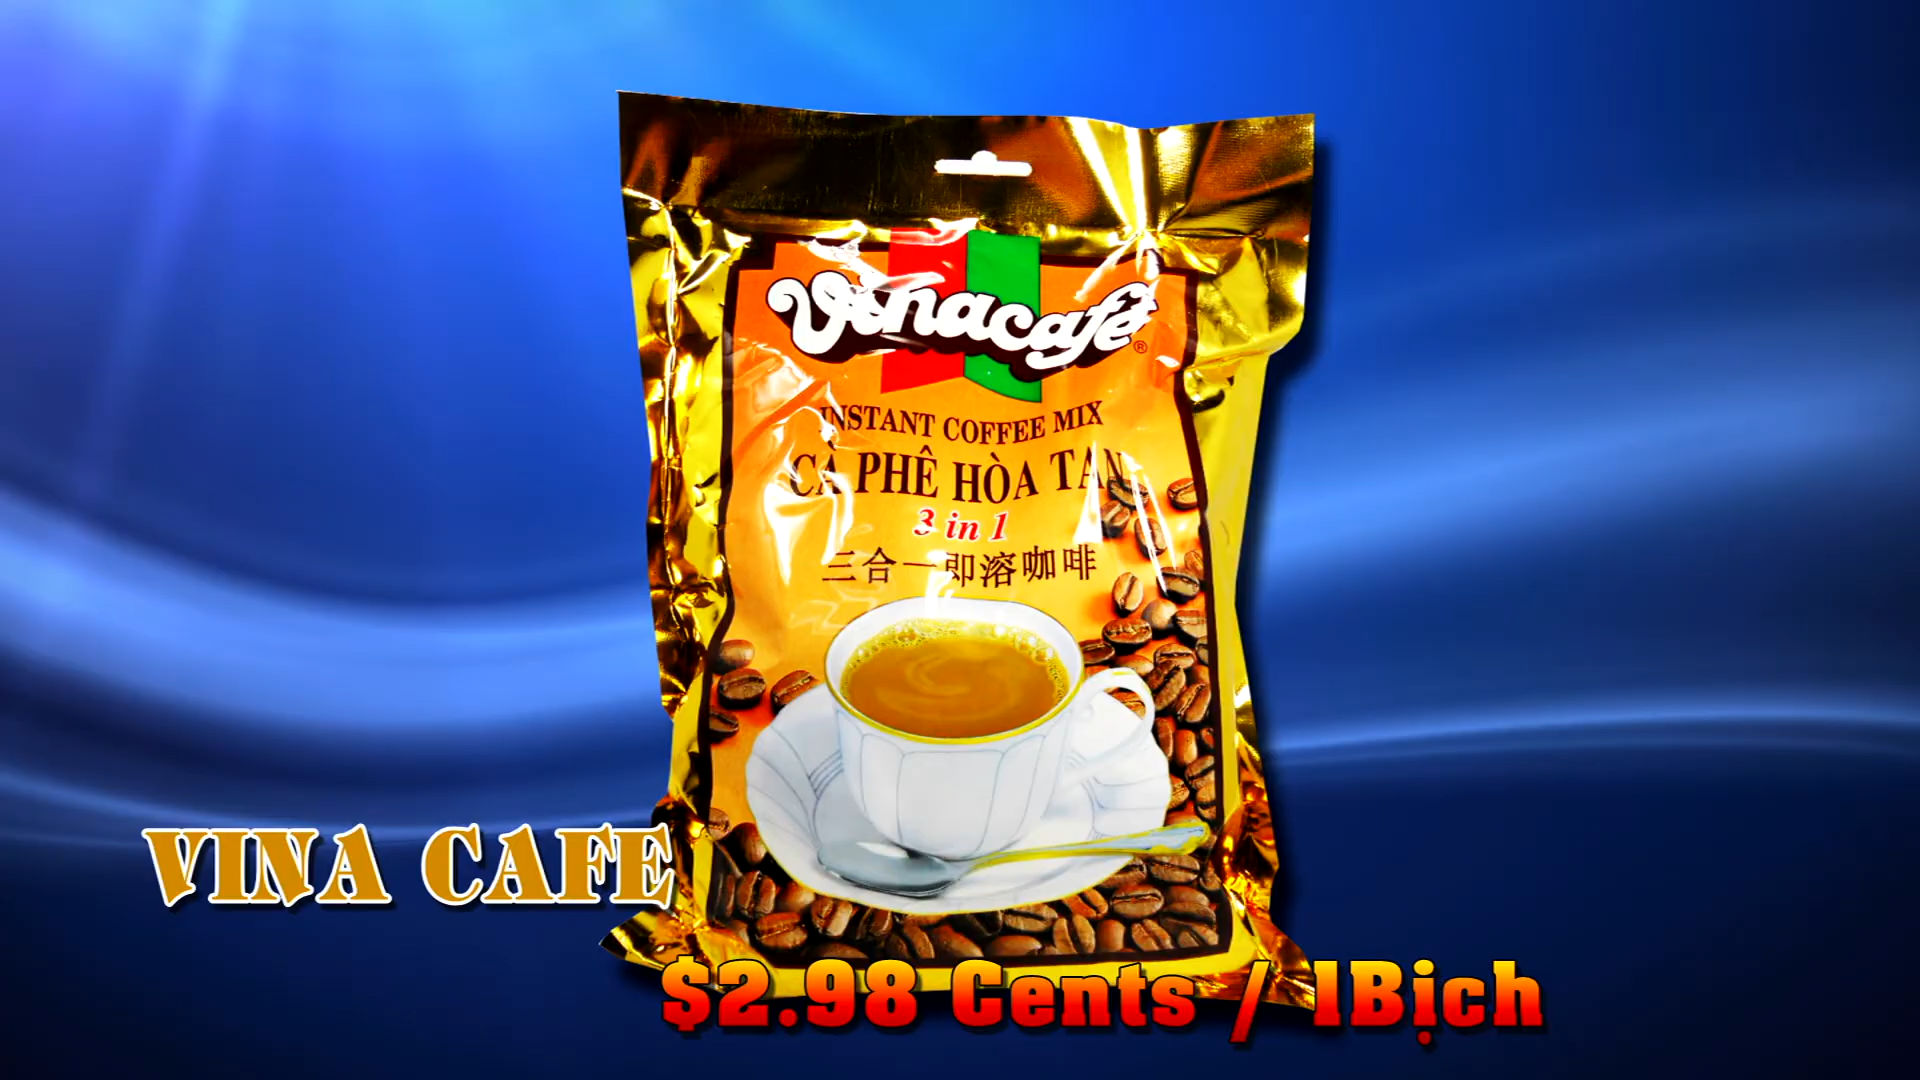 Vinacafé®
INSTANT COFFEE MIX
CÀ PHÊ HÒA TAN
3 in 1
三合一即溶咖啡
VINA CAFE
$2.98 Cents / 1Bịch